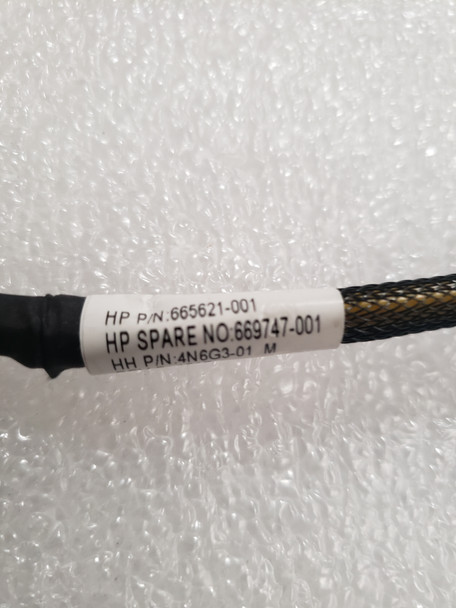 HP P/N:665621-001
HP SPARE NO:669747-001
HH P/N:4N6G3-01 M